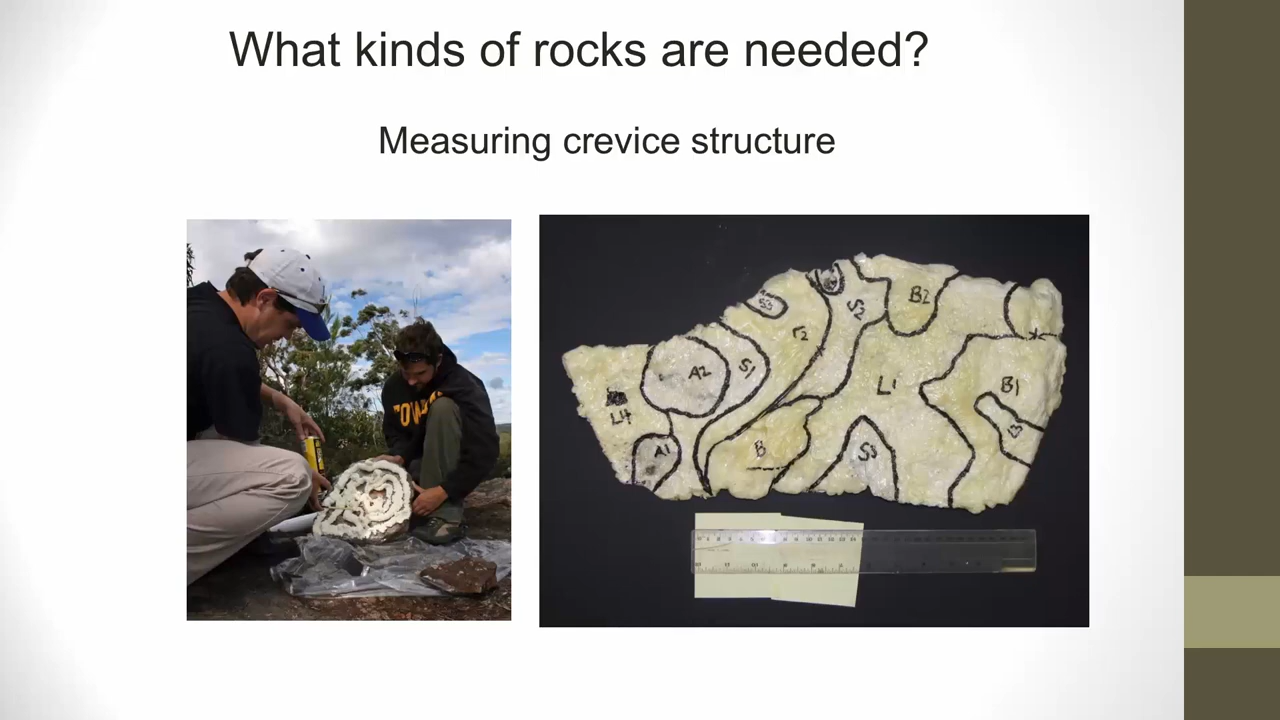 What kinds of rocks are needed?
Measuring crevice structure
B2
S2
S3
r2
A2
S1
L1
B1
L4
A1
B
S3